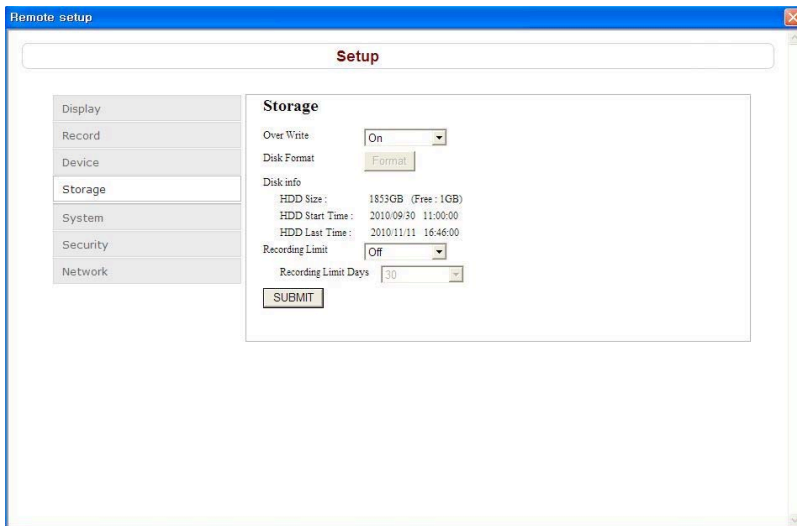 Remote setup
Setup
Display
Record
Device
Storage
System
Security
Network
Storage
Over Write On
Disk Format Format
Disk info
HDD Size : 1853GB (Free : 1GB)
HDD Start Time : 2010/09/30 11:00:00
HDD Last Time : 2010/11/11 16:46:00
Recording Limit Off
Recording Limit Days 30
SUBMIT